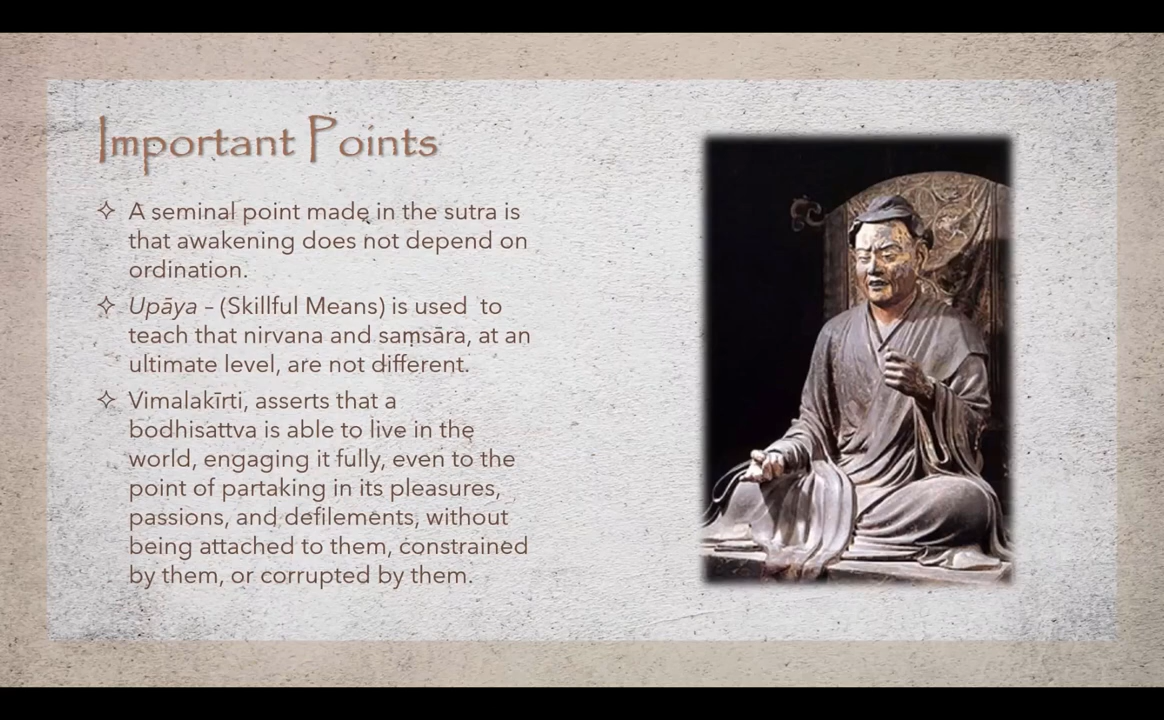 Important Points
✧ A seminal point made in the sutra is
that awakening does not depend on
ordination.
✧ Upāya – (Skillful Means) is used  to
teach that nirvana and saṃsāra, at an
ultimate level, are not different.
✧ Vimalakīrti, asserts that a
bodhisattva is able to live in the
world, engaging it fully, even to the
point of partaking in its pleasures,
passions, and defilements, without
being attached to them, constrained
by them, or corrupted by them.